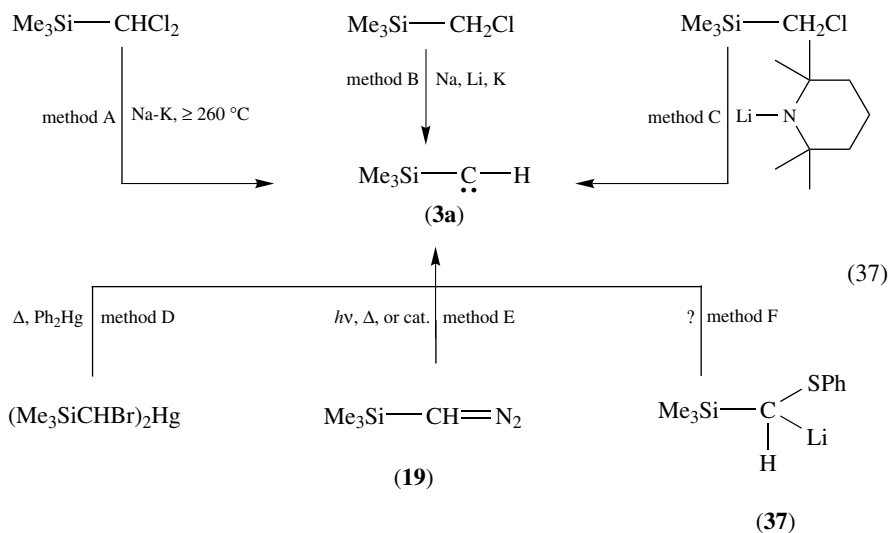 Me₃Si—CHCl₂
Me₃Si—CH₂Cl
Me₃Si—CH₂Cl
method A
Na-K, ≥ 260 °C
method B
Na, Li, K
method C
Li—N
Me₃Si—C̤—H
(3a)
(37)
Δ, Ph₂Hg
method D
hν, Δ, or cat.
method E
?
method F
(Me₃SiCHBr)₂Hg
Me₃Si—CH=N₂
(19)
SPh
Me₃Si—C
Li
H
(37)